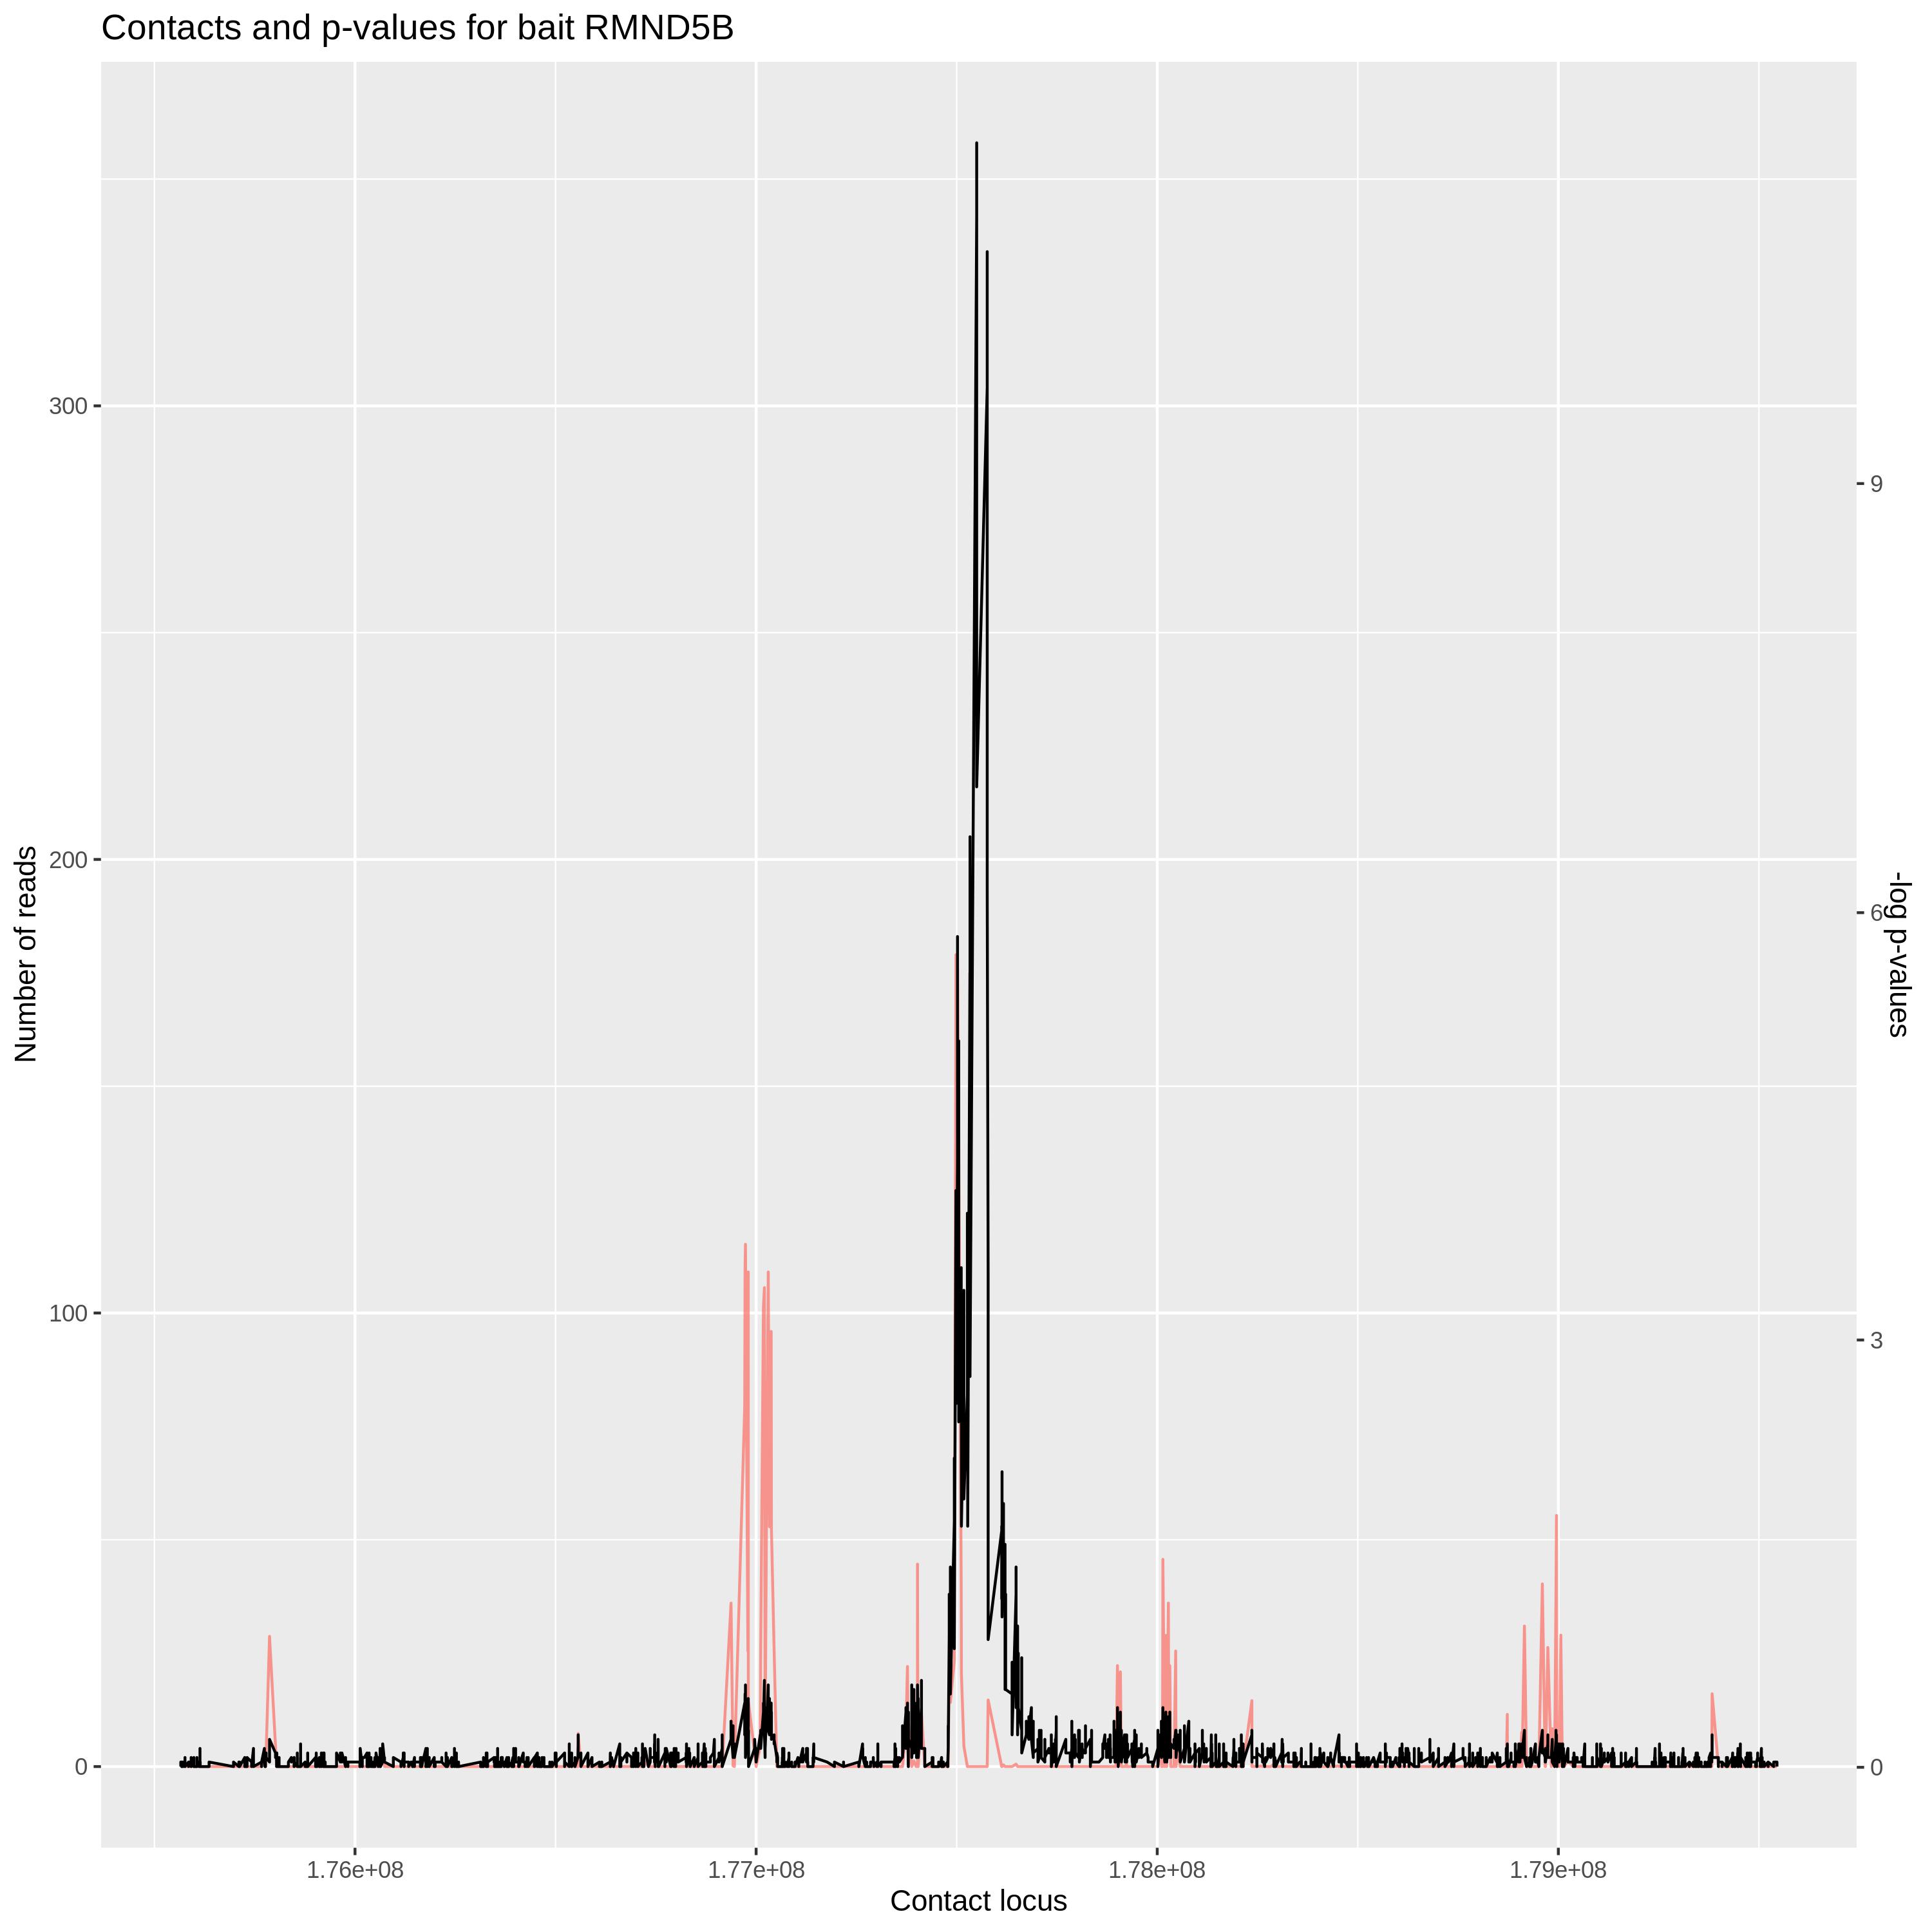 Contacts and p-values for bait RMND5B
Number of reads
300
200
100
0
9
6
3
0
-log p-values
1.76e+08
1.77e+08
1.78e+08
1.79e+08
Contact locus